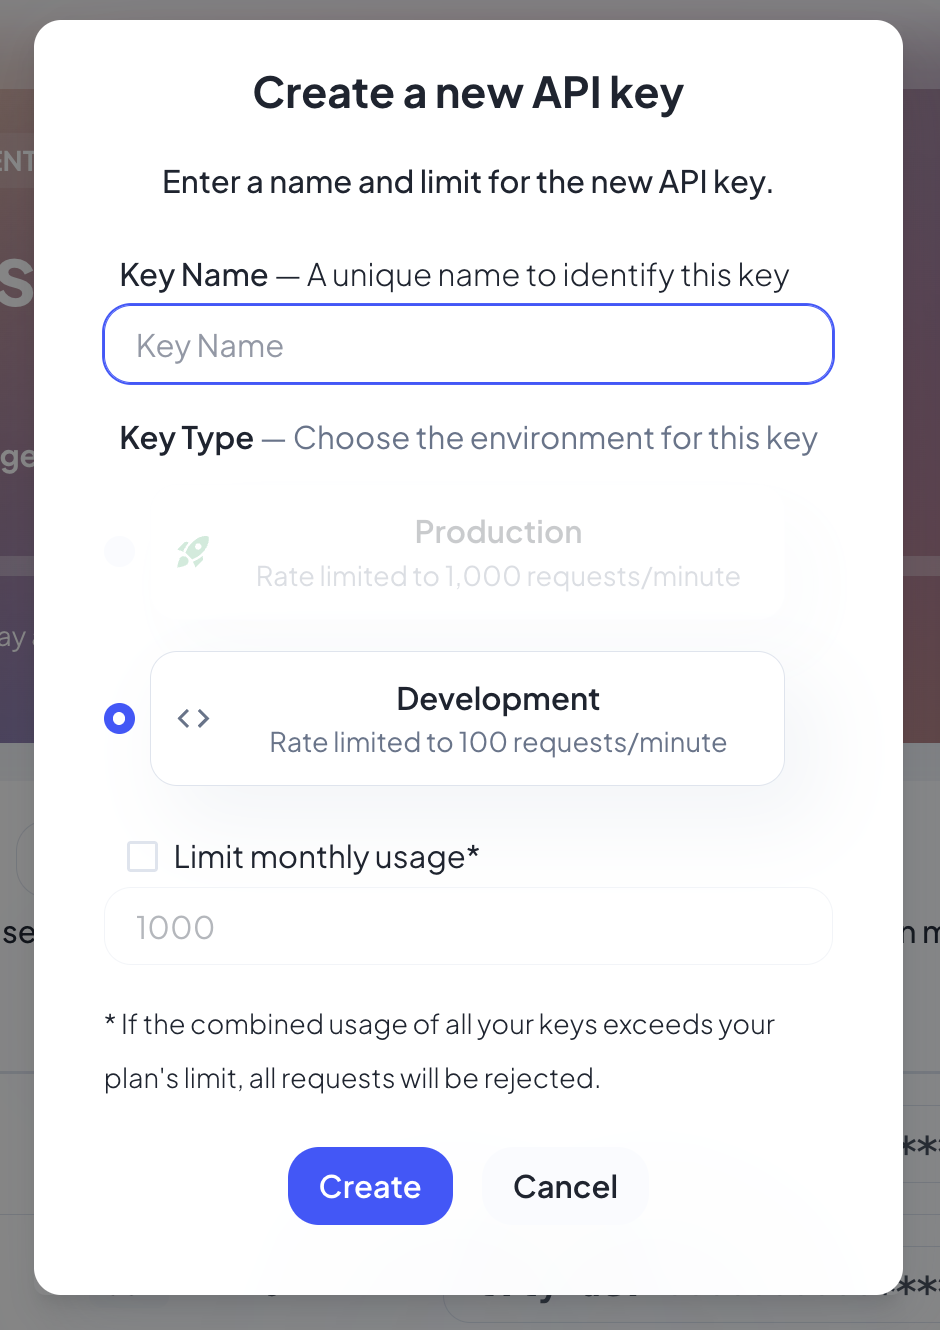 Create a new API key
Enter a name and limit for the new API key.
Key Name — A unique name to identify this key
Key Name
Key Type — Choose the environment for this key
Production
Rate limited to 1,000 requests/minute
Development
Rate limited to 100 requests/minute
Limit monthly usage*
1000
* If the combined usage of all your keys exceeds your
plan's limit, all requests will be rejected.
Create
Cancel